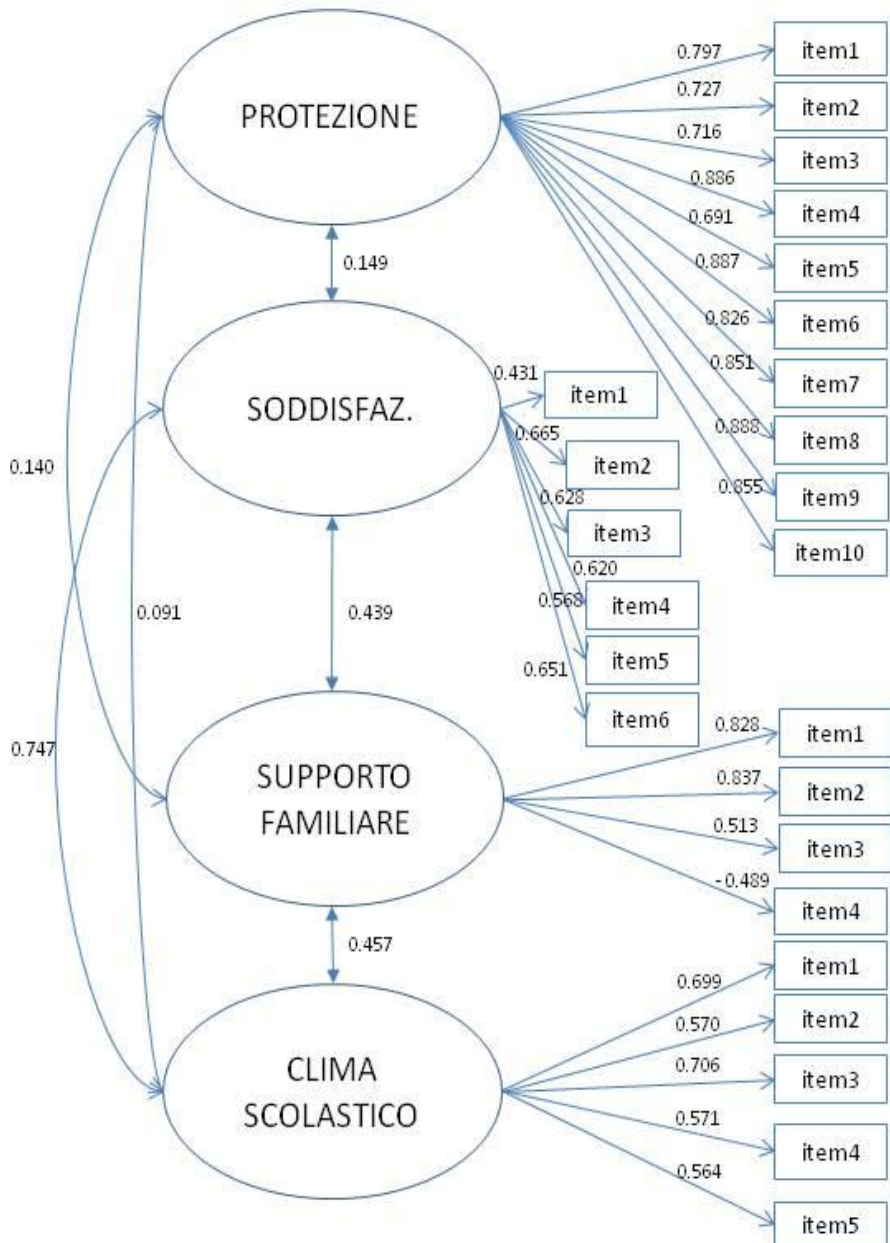 PROTEZIONE
0.797
item1
0.727
item2
0.716
item3
0.886
item4
0.691
item5
0.887
item6
0.826
item7
0.851
item8
0.888
item9
0.855
item10
0.149
SODDISFAZ.
0.431
item1
0.665
item2
0.628
item3
0.620
item4
0.568
item5
0.651
item6
0.140
0.091
0.439
0.747
SUPPORTO
FAMILIARE
0.828
item1
0.837
item2
0.513
item3
-0.489
item4
0.457
CLIMA
SCOLASTICO
0.699
item1
0.570
item2
0.706
item3
0.571
item4
0.564
item5